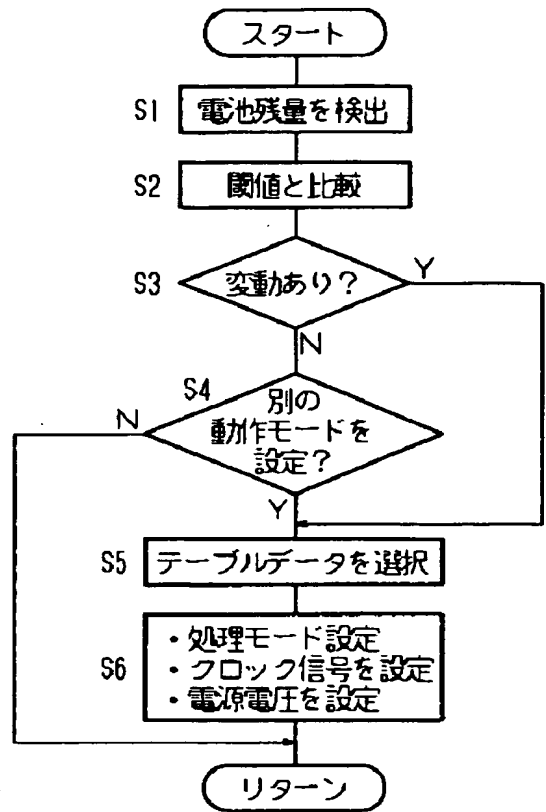 スタート
S1 電池残量を検出
S2 閾値と比較
S3 変動あり? Y
N
S4
N
別の
動作モードを
設定?
Y
S5 テーブルデータを選択
・処理モード設定
S6 ・クロック信号を設定
・電源電圧を設定
リターン